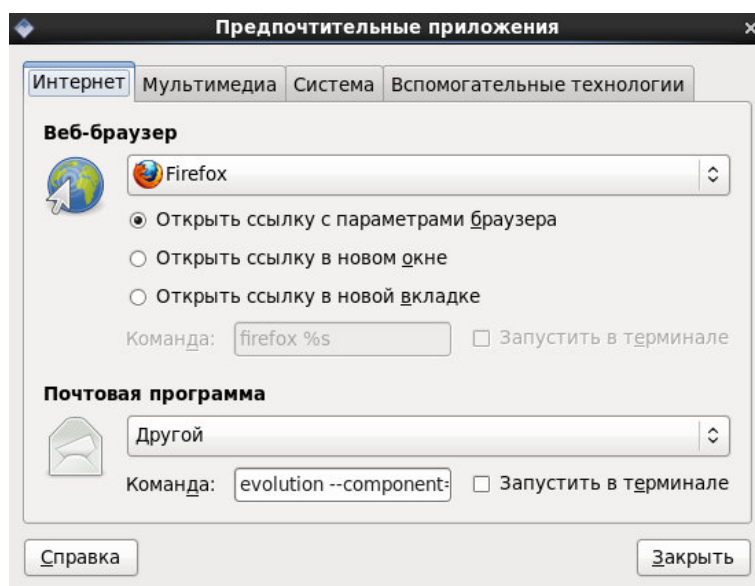 Предпочтительные приложения
Интернет Мультимедиа Система Вспомогательные технологии
Веб-браузер
Firefox
Открыть ссылку с параметрами браузера
Открыть ссылку в новом окне
Открыть ссылку в новой вкладке
Команда: firefox %s Запустить в терминале
Почтовая программа
Другой
Команда: evolution --component= Запустить в терминале
Справка Закрыть